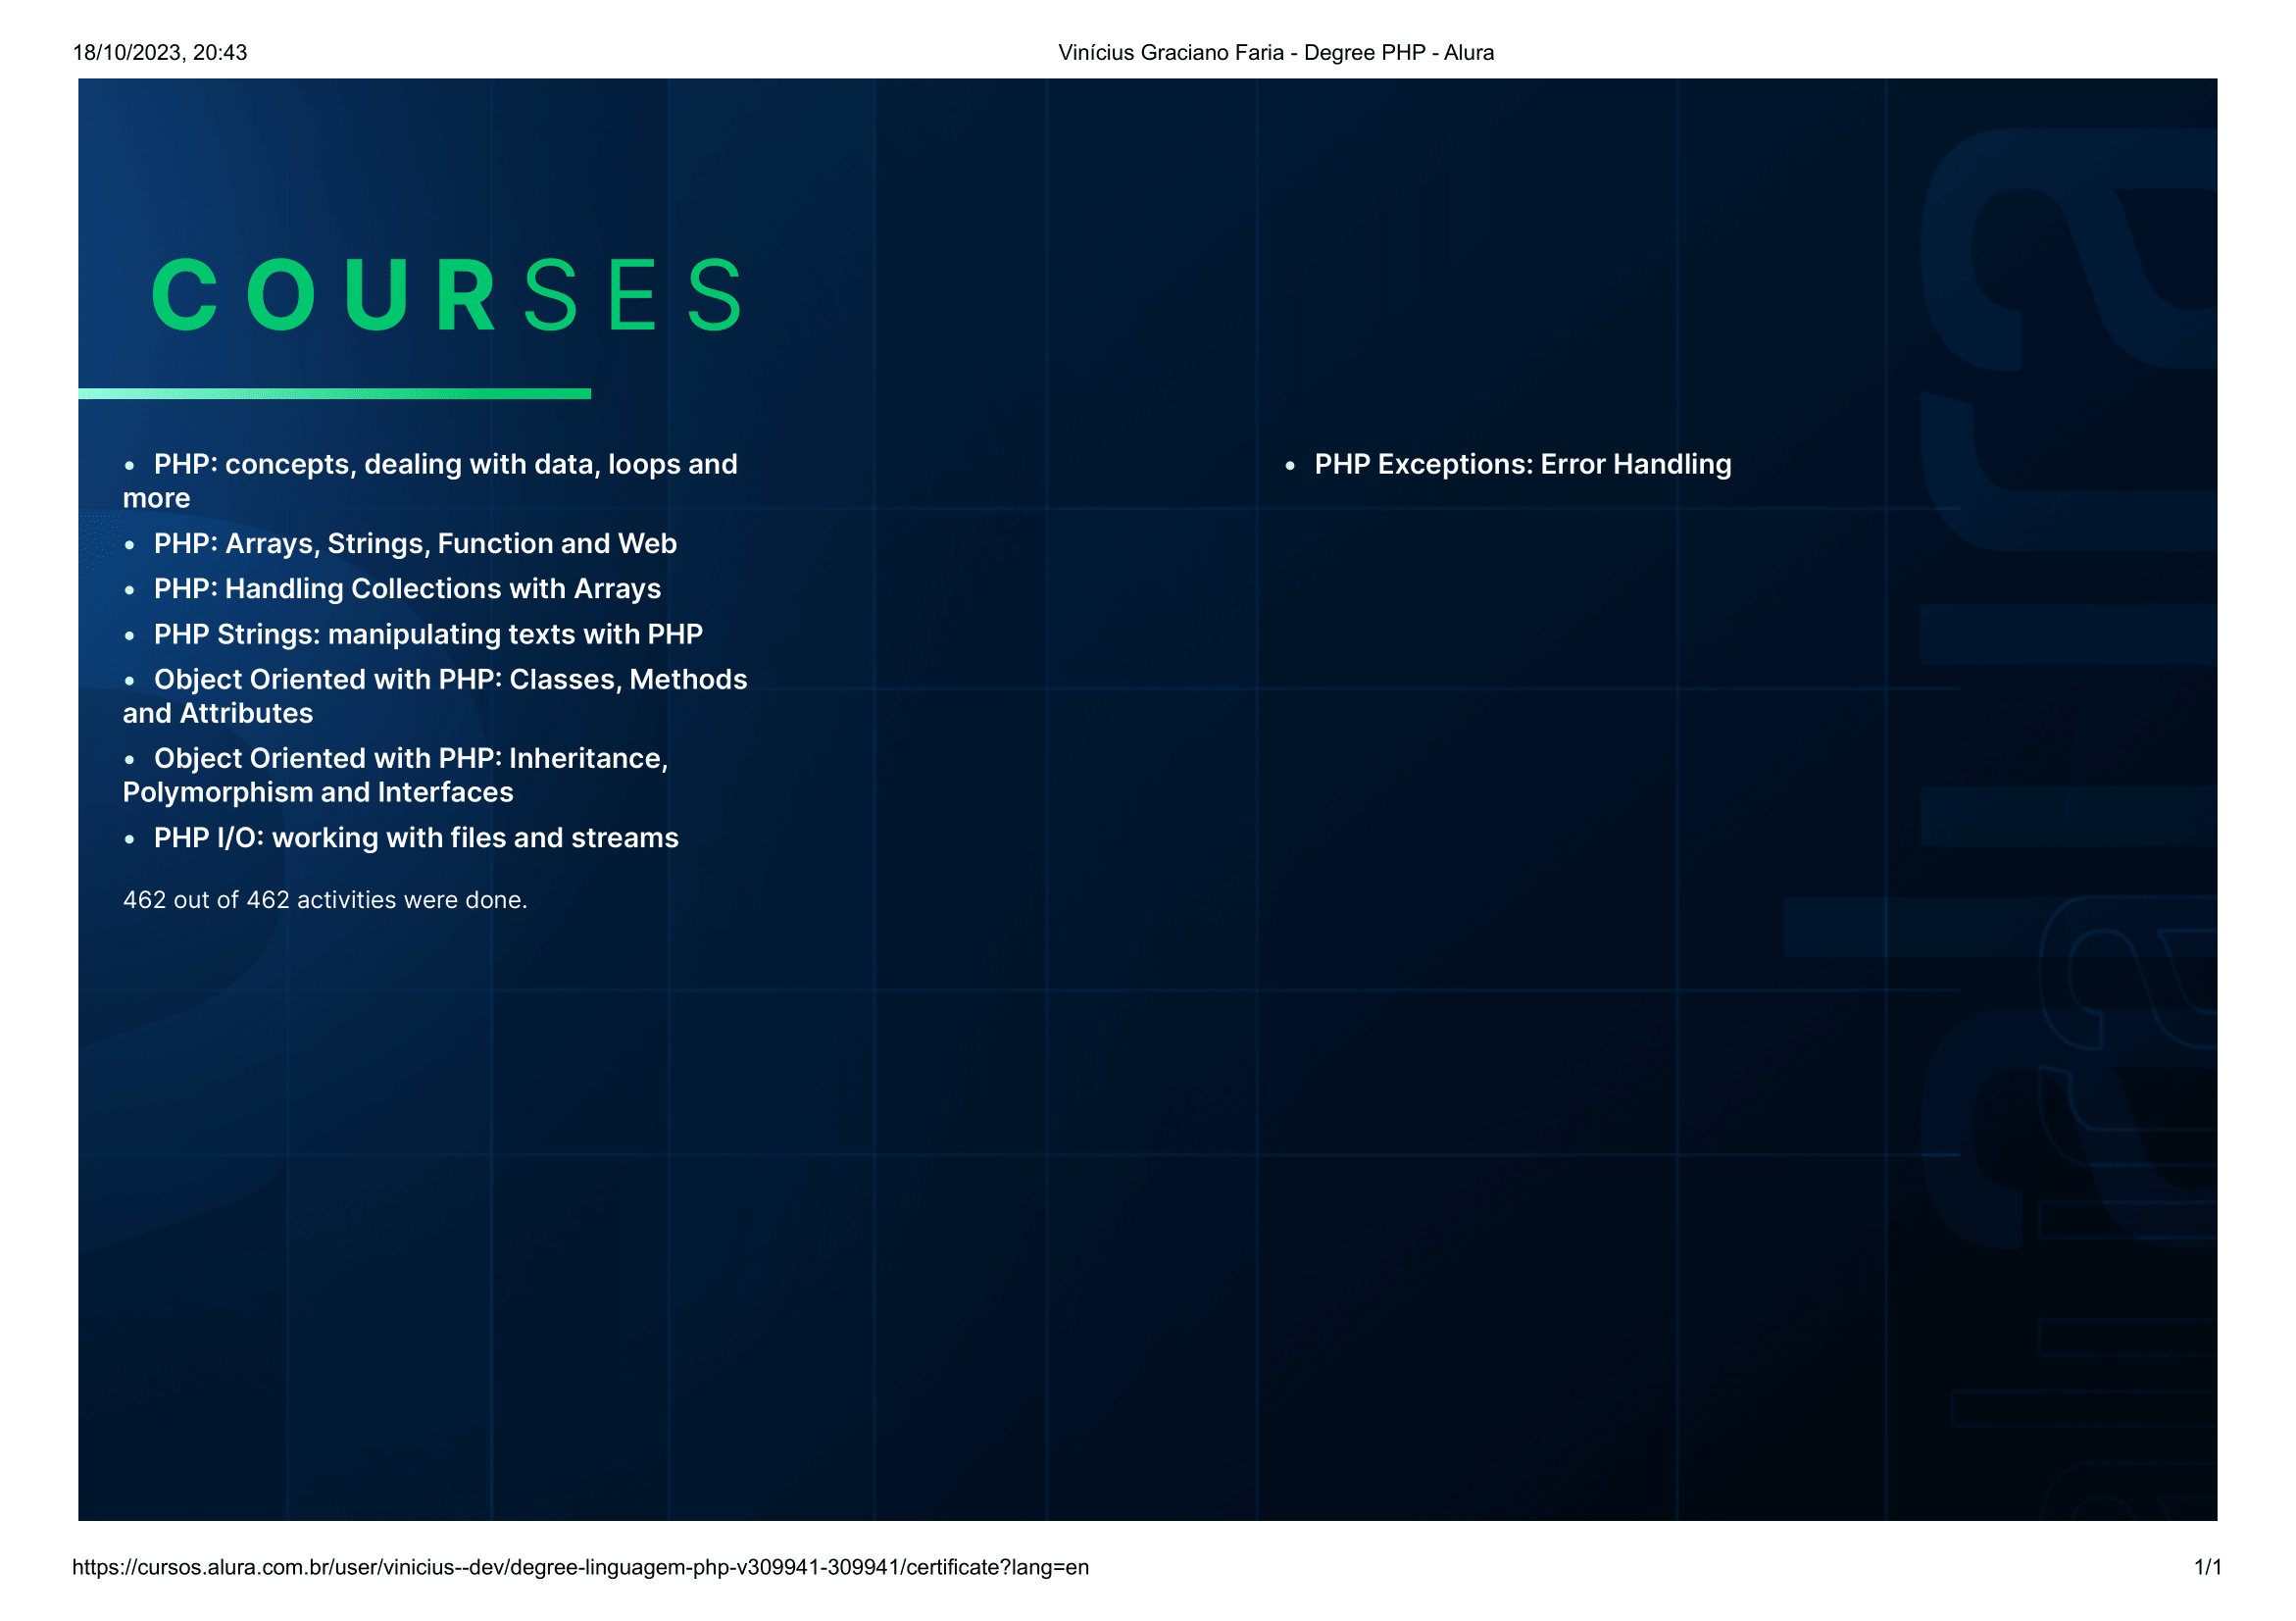 18/10/2023, 20:43
Vinícius Graciano Faria - Degree PHP - Alura
COURSES
• PHP: concepts, dealing with data, loops and
more
• PHP: Arrays, Strings, Function and Web
• PHP: Handling Collections with Arrays
• PHP Strings: manipulating texts with PHP
• Object Oriented with PHP: Classes, Methods
and Attributes
• Object Oriented with PHP: Inheritance,
Polymorphism and Interfaces
• PHP I/O: working with files and streams
462 out of 462 activities were done.
• PHP Exceptions: Error Handling
alura
alura
https://cursos.alura.com.br/user/vinicius--dev/degree-linguagem-php-v309941-309941/certificate?lang=en
1/1